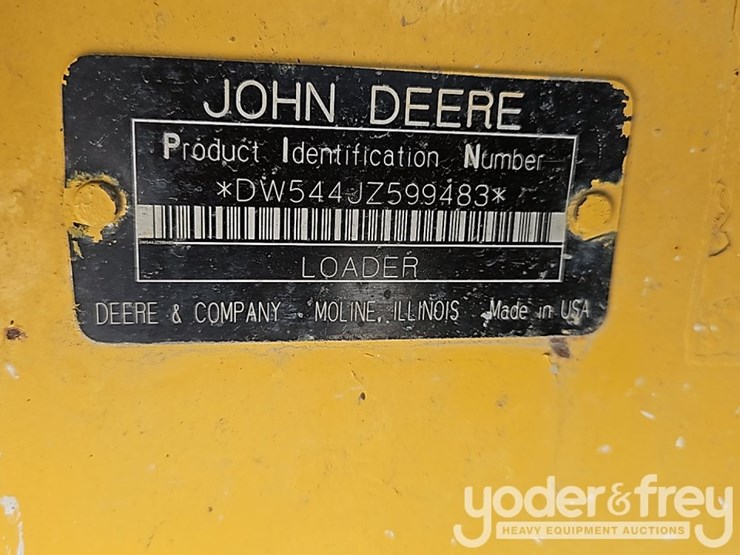 JOHN DEERE
Product Identification Number
*DW544JZ599483*
LOADER
DEERE & COMPANY . MOLINE, ILLINOIS Made in USA
yoder&frey
HEAVY EQUIPMENT AUCTIONS